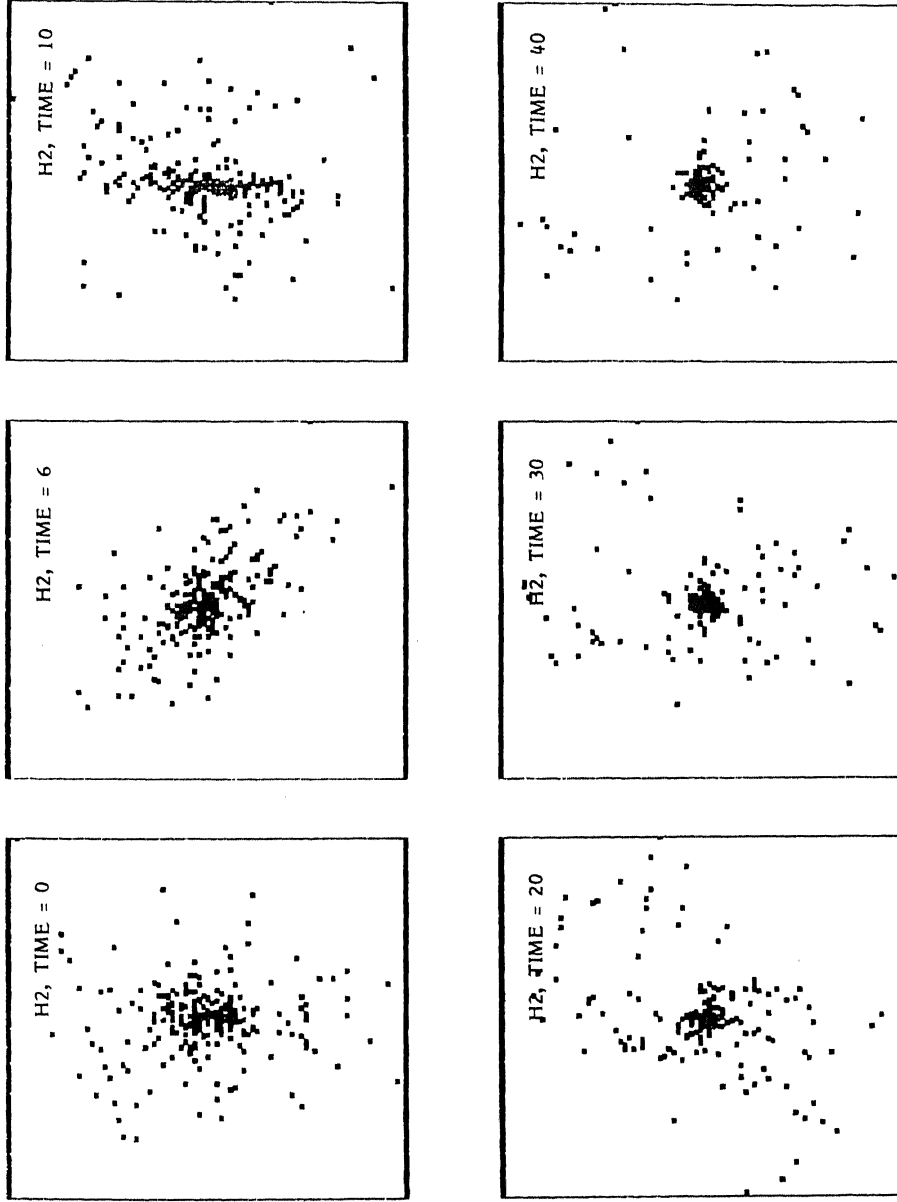 H2, TIME = 0
H2, TIME = 6
H2, TIME = 10
H2, TIME = 20
H2, TIME = 30
H2, TIME = 40